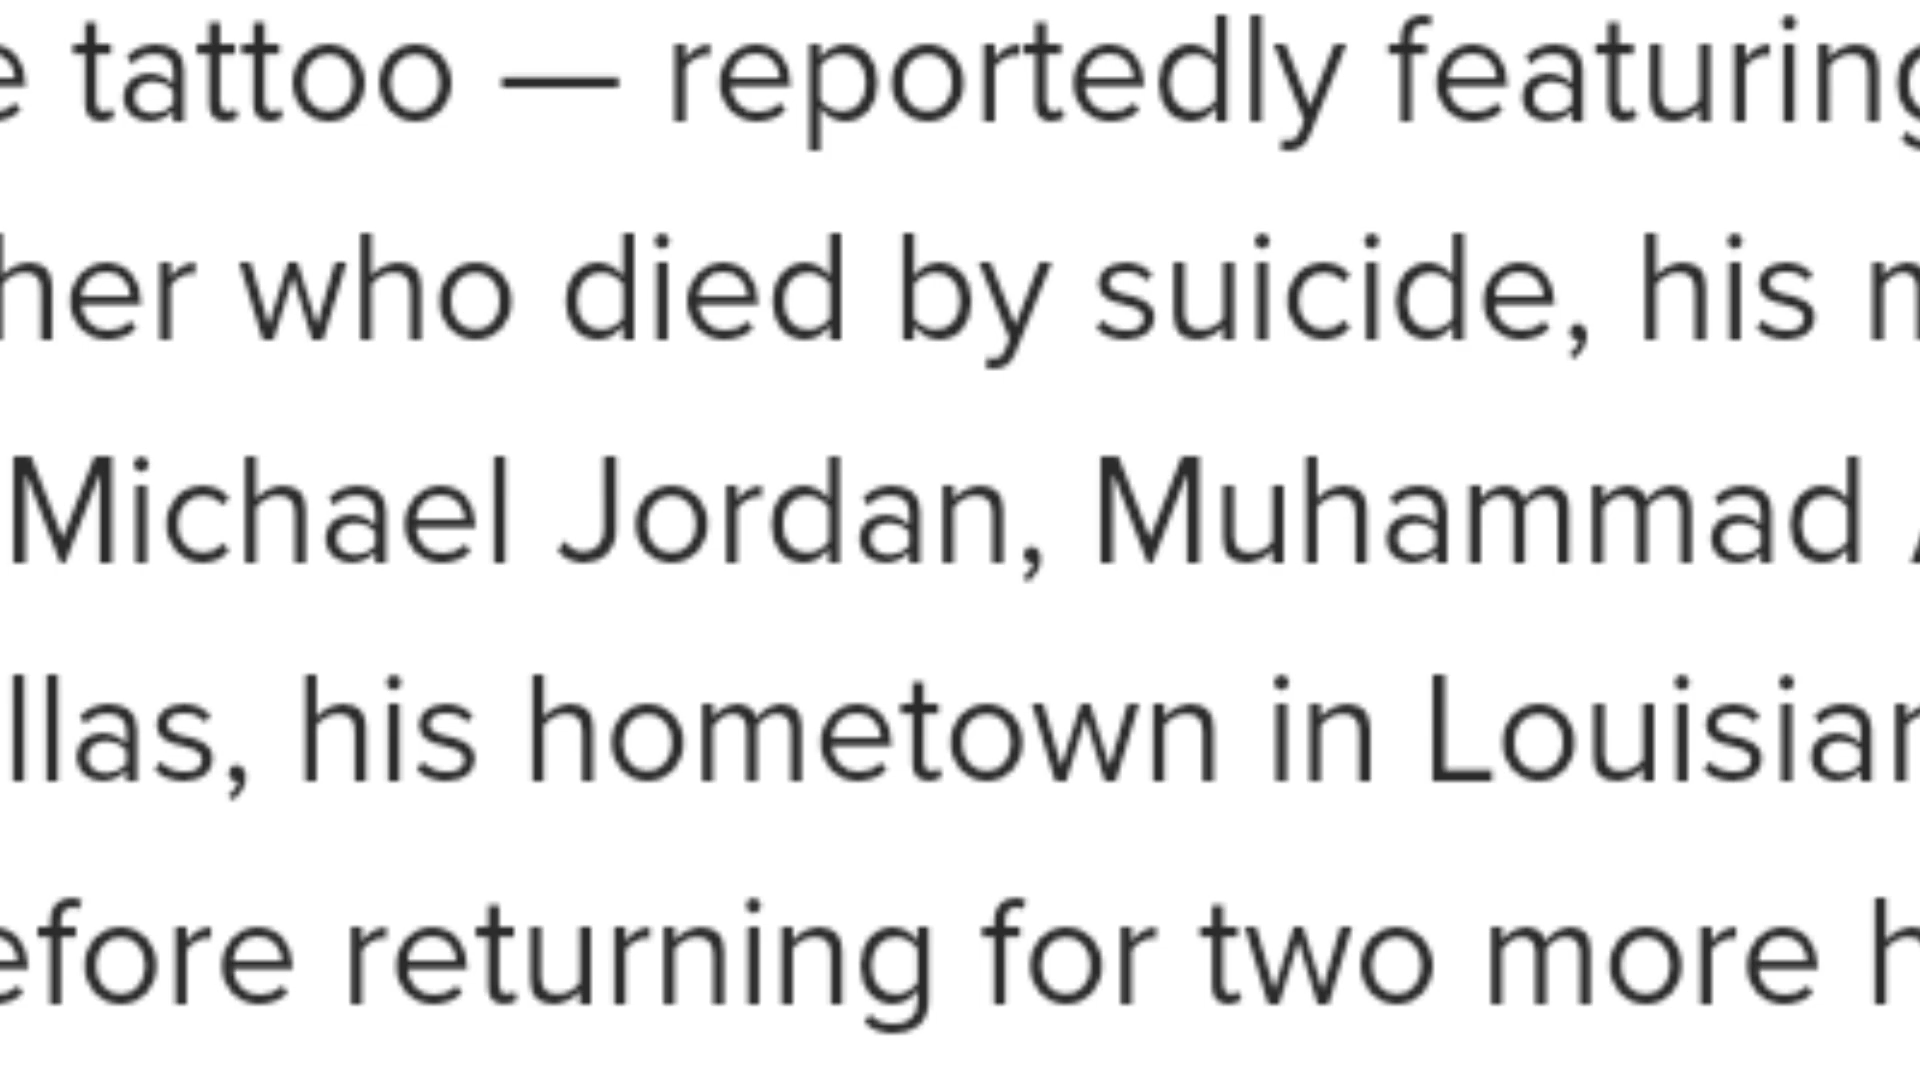 e tattoo — reportedly featuring
her who died by suicide, his
Michael Jordan, Muhammad
llas, his hometown in Louisian
efore returning for two more h